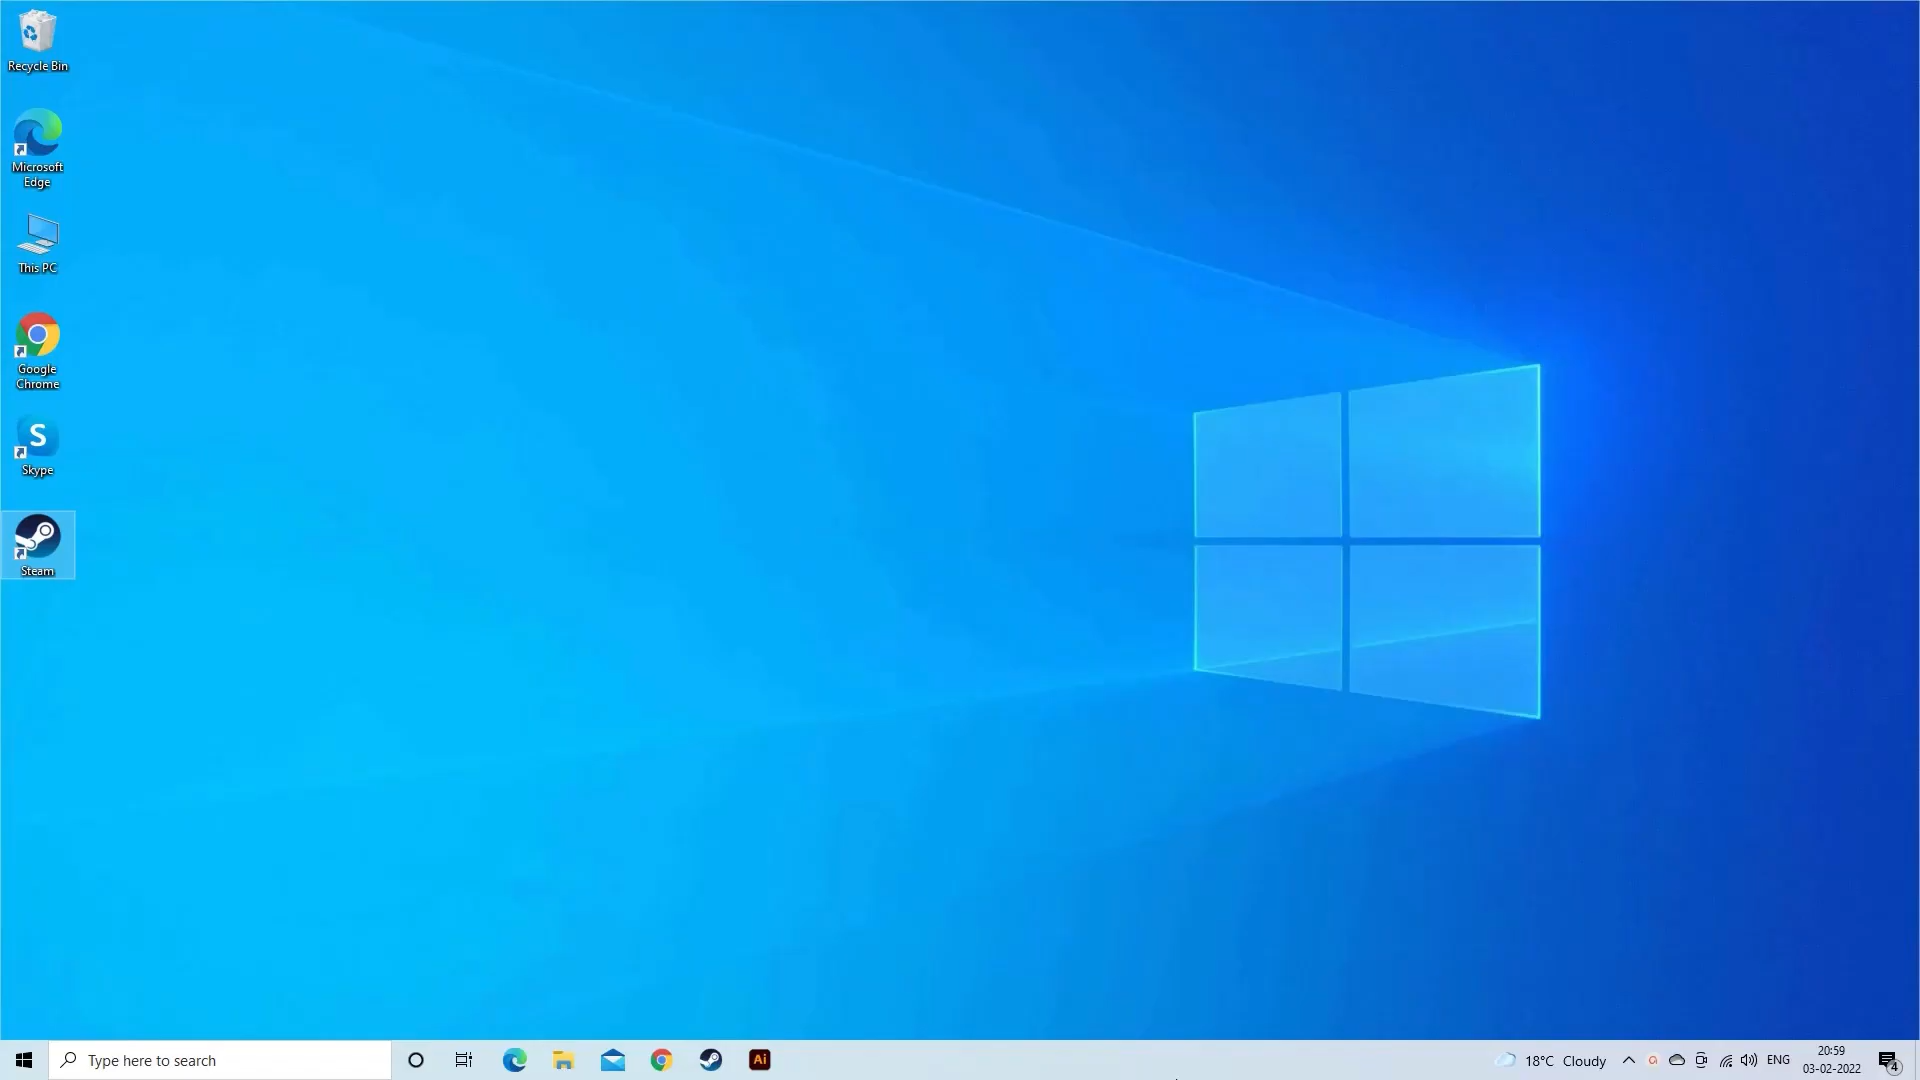 Recycle Bin
Microsoft
Edge
This PC
Google
Chrome
S
Skype
Steam
Type here to search
Ai
18°C Cloudy
ENG
20:59
03-02-2022
4